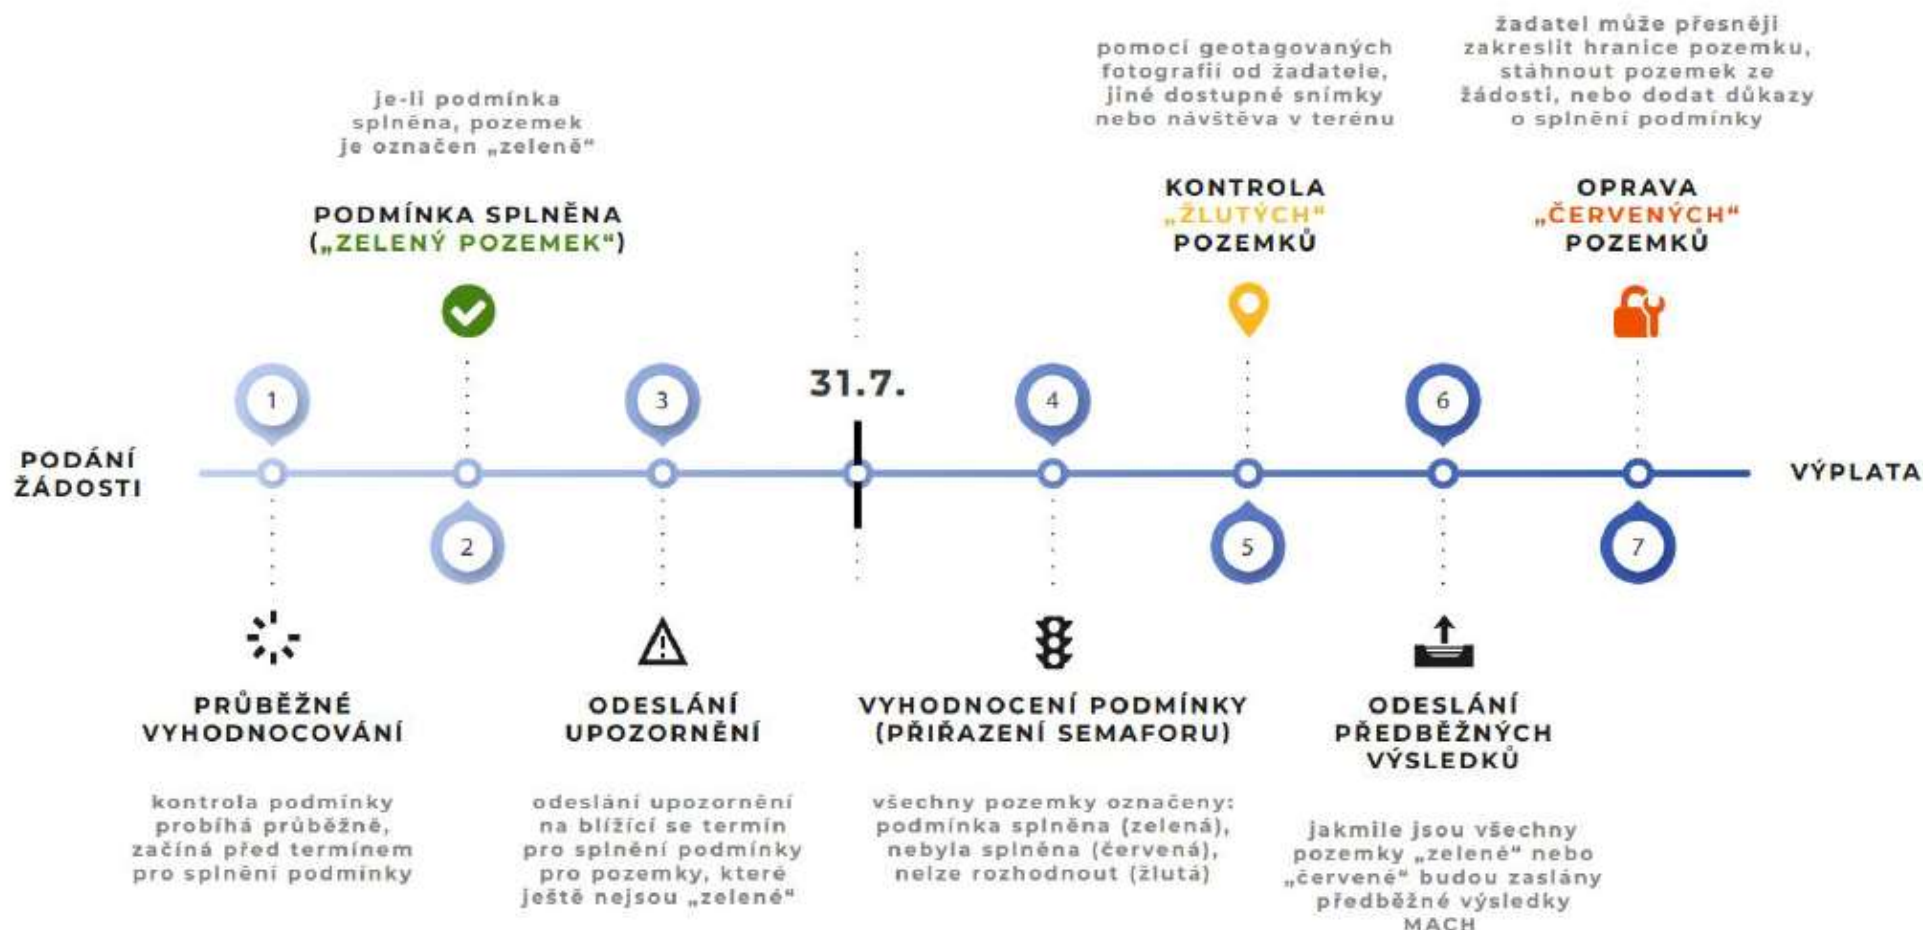 PODÁNÍ
ŽÁDOSTI
1
PRŮBĚŽNÉ
VYHODNOCOVÁNÍ
kontrola podmínky
probíhá průběžně,
začíná před termínem
pro splnění podmínky
je-li podmínka
splněna, pozemek
je označen „zeleně“
PODMÍNKA SPLNĚNA
(„ZELENÝ POZEMEK“)
2
3
ODESLÁNÍ
UPOZORNĚNÍ
odeslání upozornění
na blížící se termín
pro splnění podmínky
pro pozemky, které
ještě nejsou „zelené“
31.7.
4
VYHODNOCENÍ PODMÍNKY
(PŘIŘAZENÍ SEMAFORU)
všechny pozemky označeny:
podmínka splněna (zelená),
nebyla splněna (červená),
nelze rozhodnout (žlutá)
pomocí geotagovaných
fotografií od žadatele,
jiné dostupné snímky
nebo návštěva v terénu
KONTROLA
„ŽLUTÝCH“
POZEMKŮ
5
6
ODESLÁNÍ
PŘEDBĚŽNÝCH
VÝSLEDKŮ
jakmile jsou všechny
pozemky „zelené“ nebo
„červené“ budou zaslány
předběžné výsledky
MACH
žadatel může přesněji
zakreslit hranice pozemku,
stáhnout pozemek ze
žádosti, nebo dodat důkazy
o splnění podmínky
OPRAVA
„ČERVENÝCH“
POZEMKŮ
7
VÝPLATA